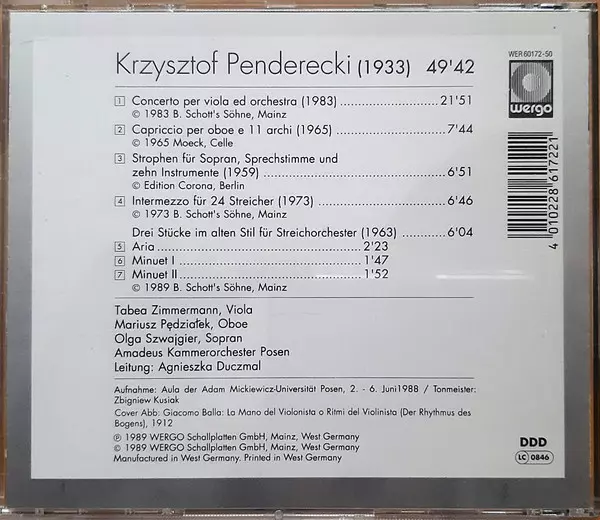 Krzysztof Penderecki (1933) 49'42
WER 60172-50
wergo
1 Concerto per viola ed orchestra (1983) 21'51
© 1983 B. Schott's Söhne, Mainz
2 Capriccio per oboe e 11 archi (1965) 7'44
© 1965 Moeck, Celle
3 Strophen für Sopran, Sprechstimme und
zehn Instrumente (1959) 6'51
© Edition Corona, Berlin
4 Intermezzo für 24 Streicher (1973) 6'46
© 1973 B. Schott's Söhne, Mainz
Drei Stücke im alten Stil für Streichorchester (1963) 6'04
5 Aria 2'23
6 Minuet I 1'47
7 Minuet II 1'52
© 1989 B. Schott's Söhne, Mainz
4 010228 617221
Tabea Zimmermann, Viola
Mariusz Pędziałek, Oboe
Olga Szwajgier, Sopran
Amadeus Kammerorchester Posen
Leitung: Agnieszka Duczmal
Aufnahme: Aula der Adam Mickiewicz-Universität Posen, 2. - 6. Juni1988 / Tonmeister:
Zbigniew Kusiak
Cover Abb: Giacomo Balla: La Mano del Violonista o Ritmi del Violinista (Der Rhythmus des
Bogens), 1912
℗ 1989 WERGO Schallplatten GmbH, Mainz, West Germany
© 1989 WERGO Schallplatten GmbH, Mainz, West Germany
Manufactured in West Germany. Printed in West Germany
DDD
LC 0846